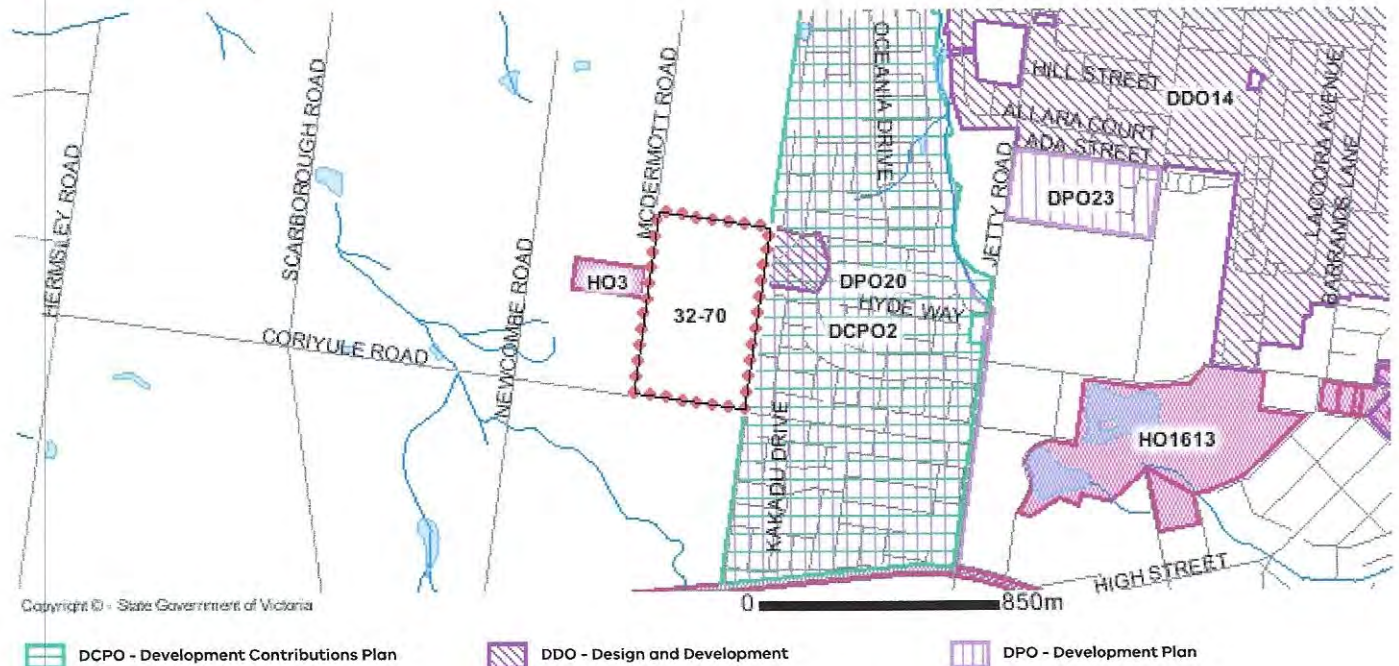 HERMSLEY ROAD
SCARBOROUGH ROAD
NEWCOMBE ROAD
MCDERMOTT ROAD
CORIYULE ROAD
HO3
32-70
KAKADU DRIVE
OCEANIA DRIVE
DPO20
HYDE WAY
DCPO2
JETTY ROAD
HILL STREET
DDO14
ALLARA COURT
ADA STREET
DPO23
LACOORA AVENUE
BARRANDS LANE
HO1613
HIGH STREET
Copyright © - State Government of Victoria
0 850m
DCPO - Development Contributions Plan
DDO - Design and Development
DPO - Development Plan